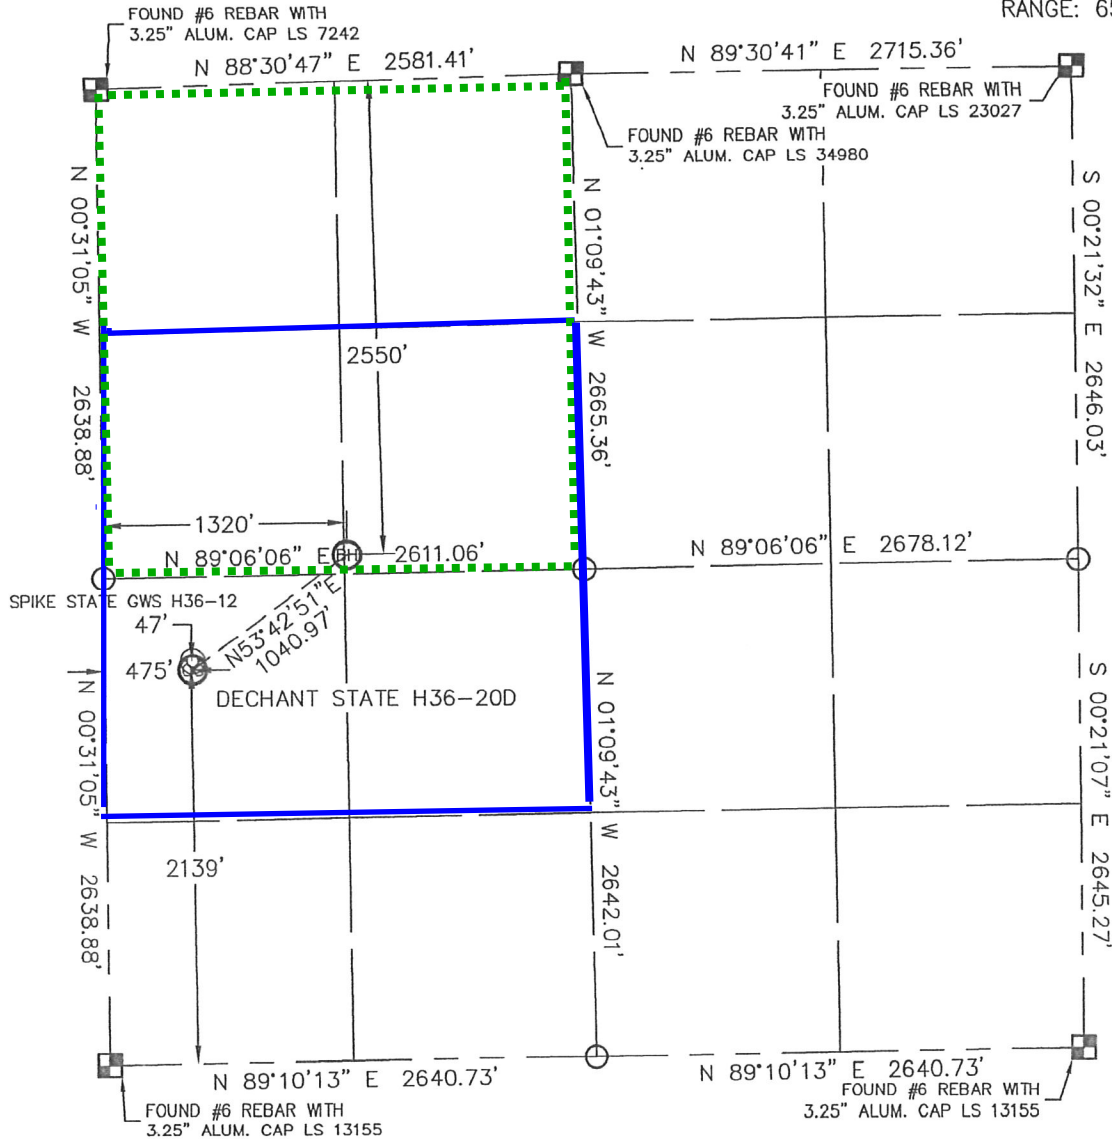 RANGE: 65
FOUND #6 REBAR WITH
3.25" ALUM. CAP LS 7242
N 88°30'47" E 2581.41'
N 89°30'41" E 2715.36'
FOUND #6 REBAR WITH
3.25" ALUM. CAP LS 23027
FOUND #6 REBAR WITH
3.25" ALUM. CAP LS 34980
N 00°31'05" W 2638.88'
N 01°09'43" W 2665.36'
S 00°21'32" E 2646.03'
2550'
1320'
N 89°06'06" E
BH
2611.06'
N 89°06'06" E 2678.12'
SPIKE STATE GWS H36-12
47'
475'
N53°42'51"E
1040.97'
DECHANT STATE H36-20D
N 00°31'05" W 2638.88'
N 01°09'43" W 2642.01'
S 00°21'07" E 2645.27'
2139'
N 89°10'13" E 2640.73'
N 89°10'13" E 2640.73'
FOUND #6 REBAR WITH
3.25" ALUM. CAP LS 13155
FOUND #6 REBAR WITH
3.25" ALUM. CAP LS 13155